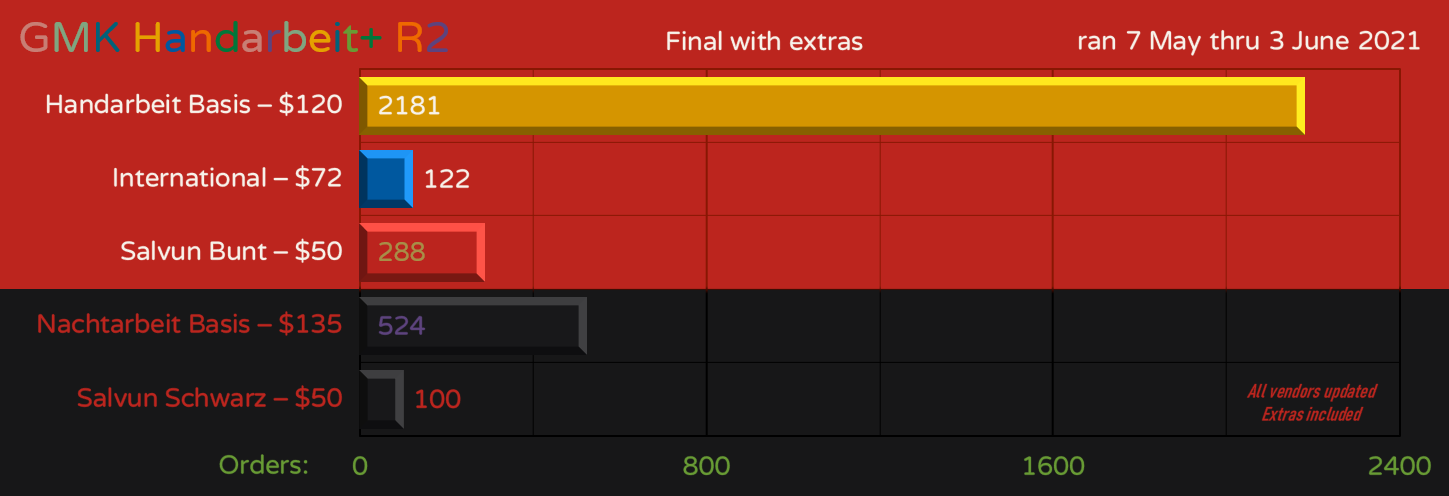 GMK Handarbeit+ R2
Final with extras
ran 7 May thru 3 June 2021
Handarbeit Basis – $120
2181
International – $72
122
Salvun Bunt – $50
288
Nachtarbeit Basis – $135
524
Salvun Schwarz – $50
100
All vendors updated
Extras included
Orders: 0 800 1600 2400